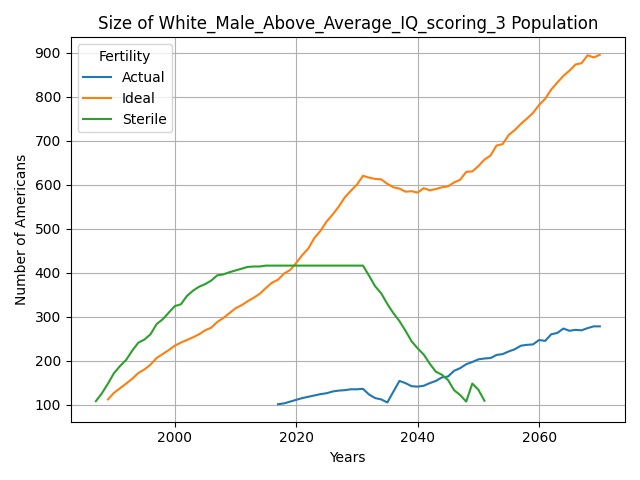 Size of White_Male_Above_Average_IQ_scoring_3 Population
Fertility
Actual
Ideal
Sterile
Number of Americans
900
800
700
600
500
400
300
200
100
2000 2020 2040 2060
Years